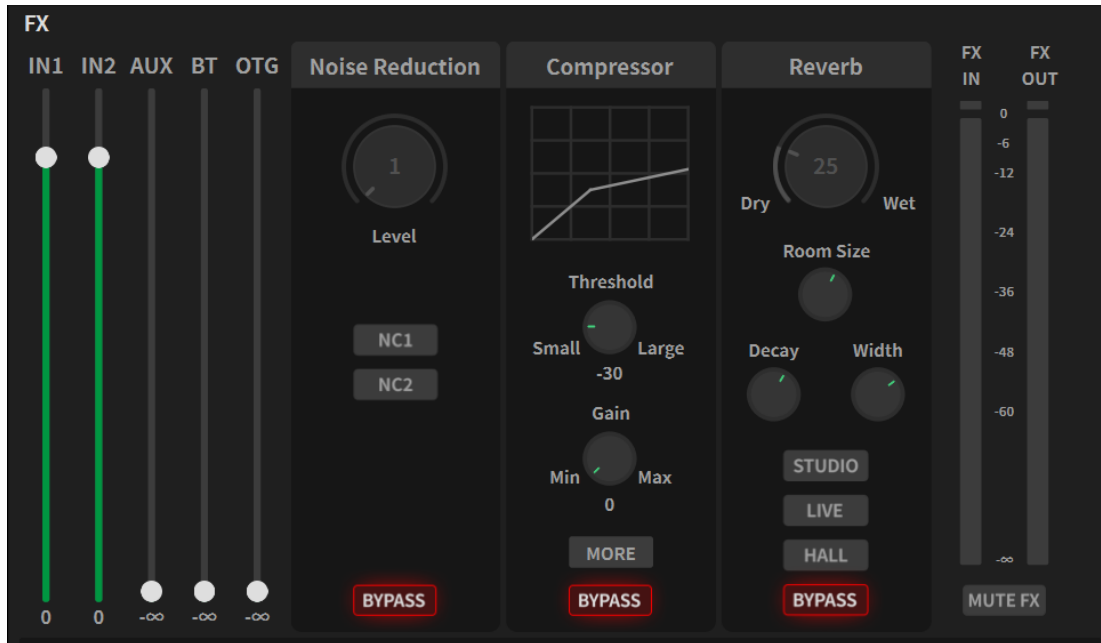 FX
IN1 IN2 AUX BT OTG
0 0 -∞ -∞ -∞
Noise Reduction
1
Level
NC1
NC2
BYPASS
Compressor
Threshold
Small Large
-30
Gain
Min Max
0
MORE
BYPASS
Reverb
25
Dry Wet
Room Size
Decay Width
STUDIO
LIVE
HALL
BYPASS
FX FX
IN OUT
0
-6
-12
-24
-36
-48
-60
-∞
MUTE FX